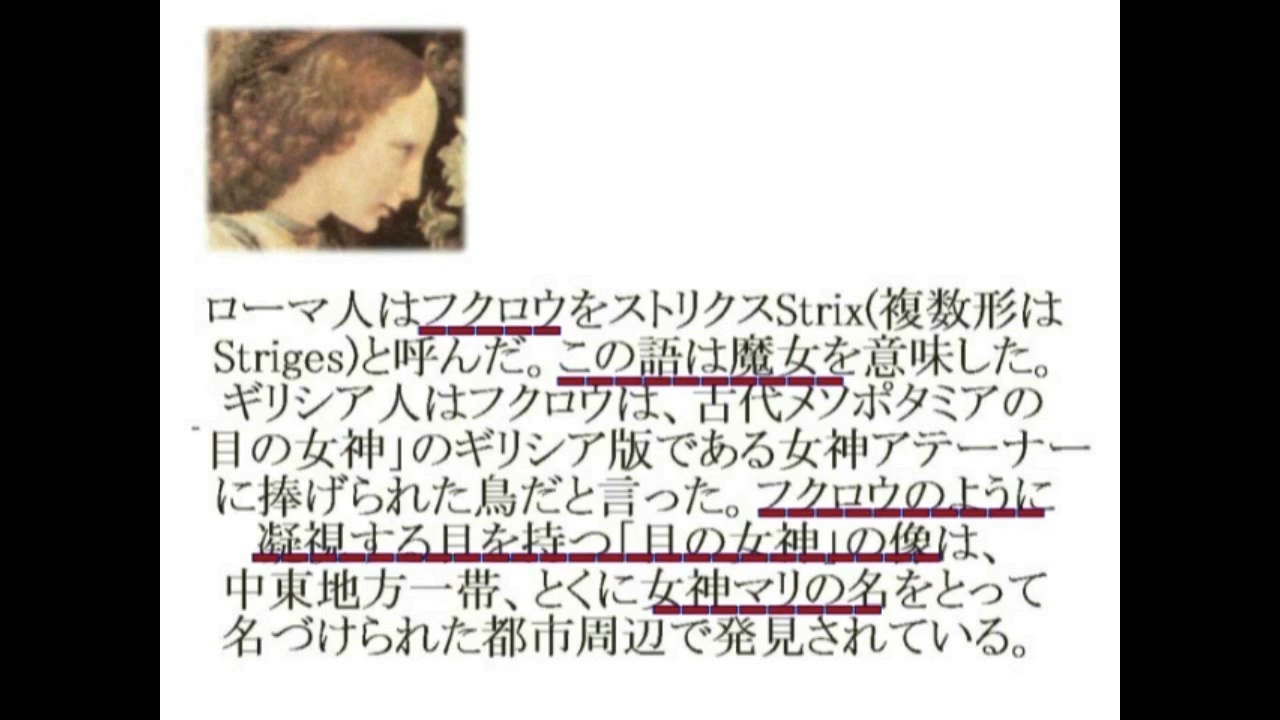 ローマ人はフクロウをストリクスStrix(複数形は
Striges)と呼んだ。この語は魔女を意味した。
ギリシア人はフクロウは、古代メソポタミアの
目の女神」のギリシア版である女神アテーナー
に捧げられた鳥だと言った。フクロウのように
凝視する目を持つ「目の女神」の像は、
中東地方一帯、とくに女神マリの名をとって
名づけられた都市周辺で発見されている。